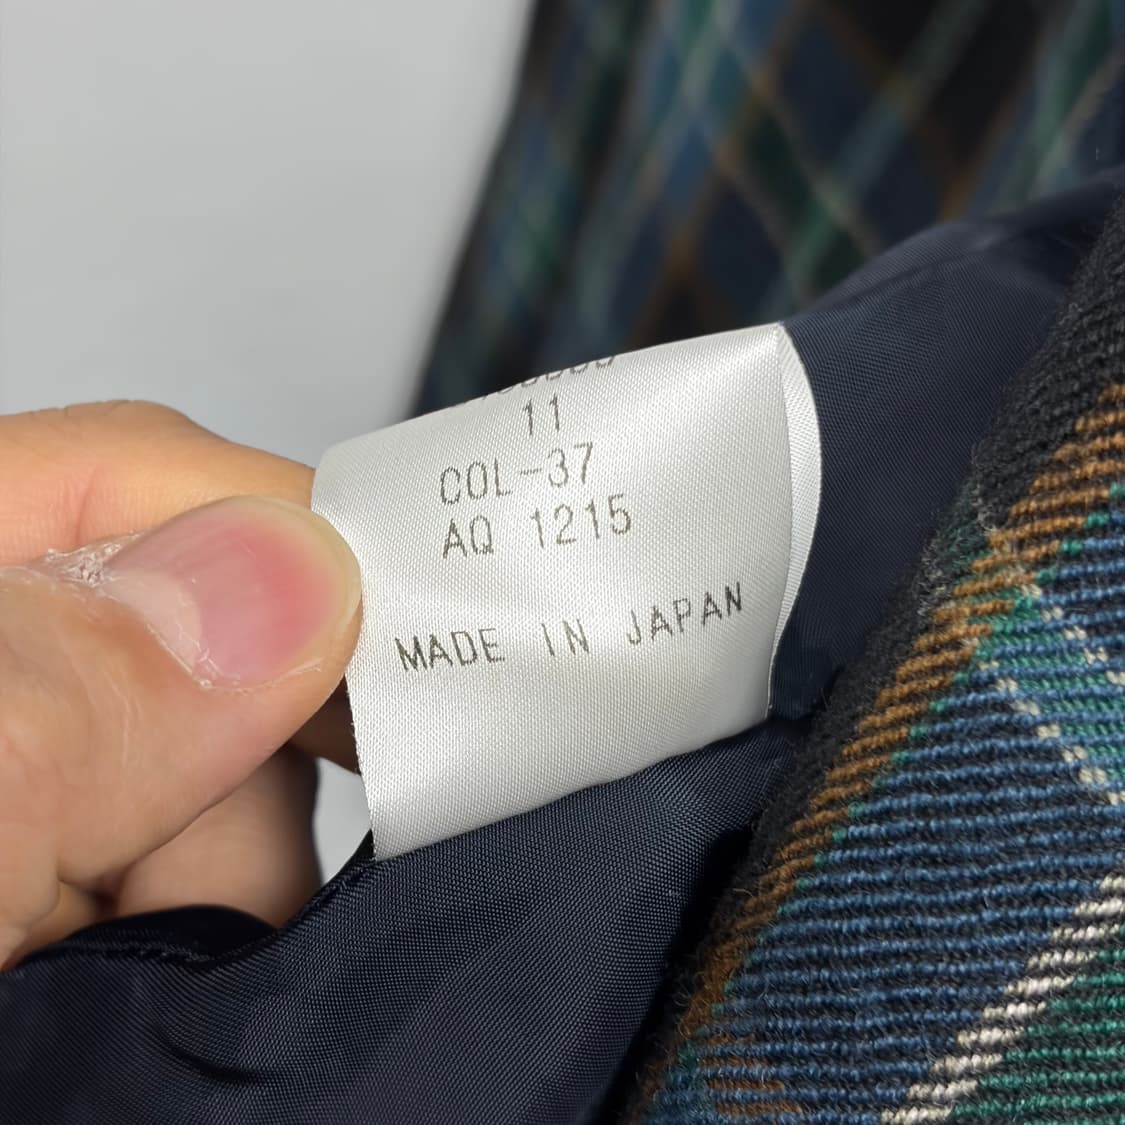 11
COL-37
AQ 1215
MADE IN JAPAN